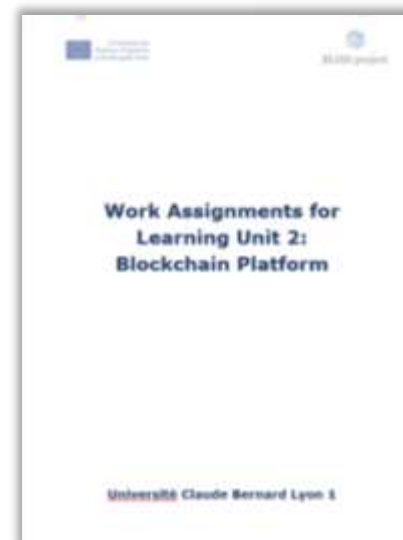 Work Assignments for
Learning Unit 2:
Blockchain Platform
Université Claude Bernard Lyon 1